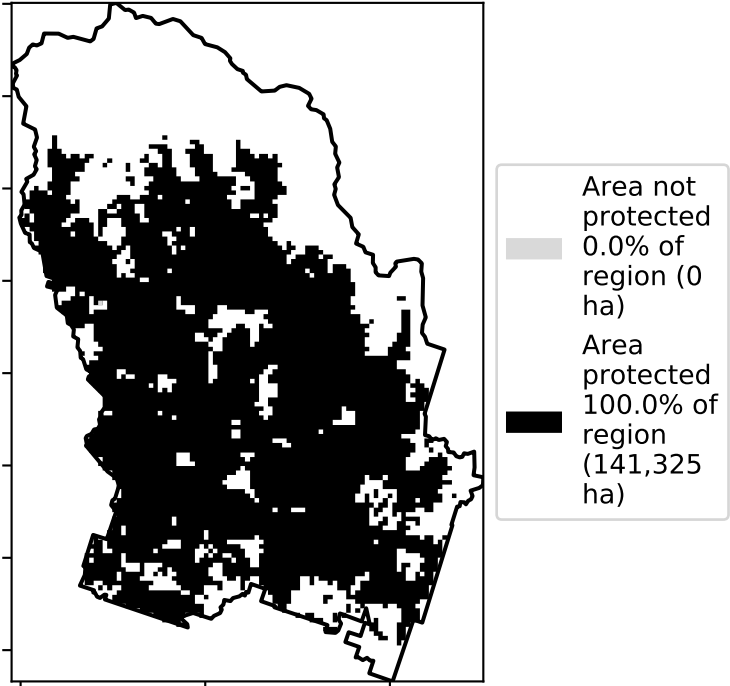 Area not
protected
0.0% of
region (0
ha)
Area
protected
100.0% of
region
(141,325
ha)